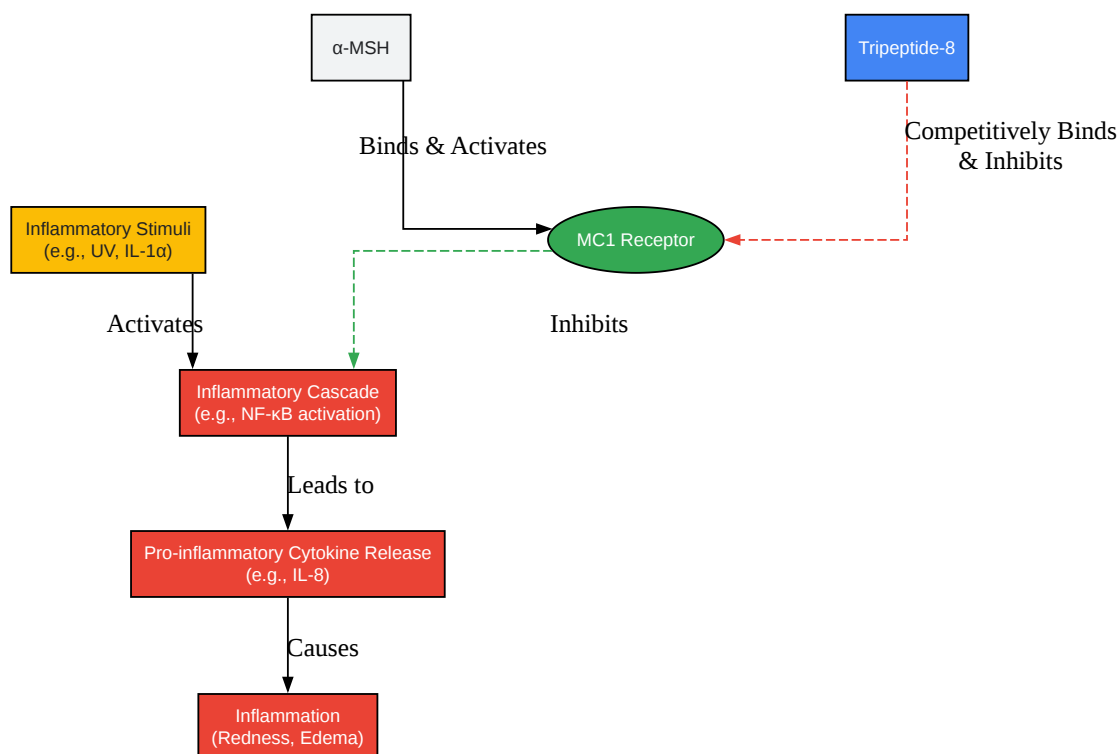 α-MSH
Tripeptide-8
Binds & Activates
Competitively Binds
& Inhibits
Inflammatory Stimuli
(e.g., UV, IL-1α)
MC1 Receptor
Activates
Inhibits
Inflammatory Cascade
(e.g., NF-κB activation)
Leads to
Pro-inflammatory Cytokine Release
(e.g., IL-8)
Causes
Inflammation
(Redness, Edema)